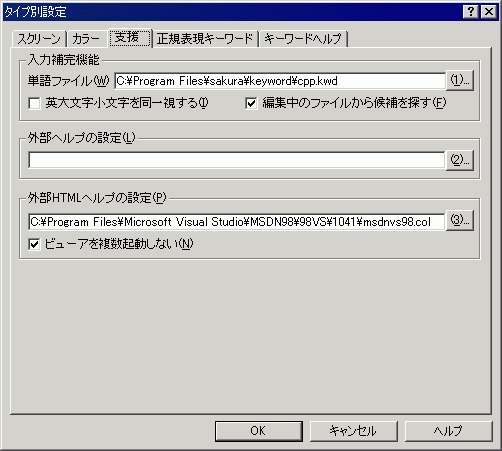 タイプ別設定
スクリーン カラー 支援 正規表現キーワード キーワードヘルプ
入力補完機能
単語ファイル(W) C:¥Program Files¥sakura¥keyword¥cpp.kwd (1)...
英大文字小文字を同一視する(I) 編集中のファイルから候補を探す(F)
外部ヘルプの設定(L)
(2)...
外部HTMLヘルプの設定(P)
C:¥Program Files¥Microsoft Visual Studio¥MSDN98¥98VS¥1041¥msdnvs98.col (3)...
ビューアを複数起動しない(N)
OK キャンセル ヘルプ